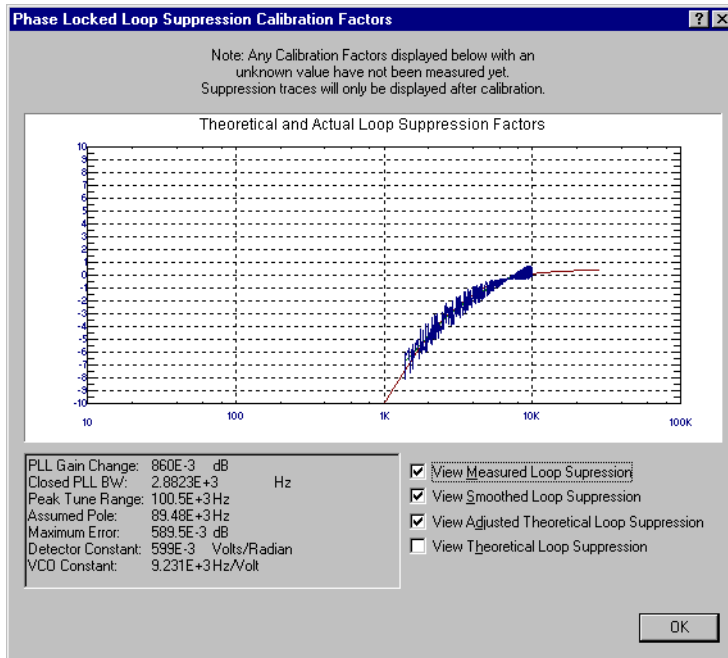 Phase Locked Loop Suppression Calibration Factors
Note: Any Calibration Factors displayed below with an
unknown value have not been measured yet.
Suppression traces will only be displayed after calibration.
Theoretical and Actual Loop Suppression Factors
10
9
8
7
6
5
4
3
2
1
0
-1
-2
-3
-4
-5
-6
-7
-8
-9
-10
10 100 1K 10K 100K
PLL Gain Change: 860E-3 dB
Closed PLL BW: 2.8823E+3 Hz
Peak Tune Range: 100.5E+3 Hz
Assumed Pole: 89.48E+3 Hz
Maximum Error: 589.5E-3 dB
Detector Constant: 599E-3 Volts/Radian
VCO Constant: 9.231E+3 Hz/Volt
View Measured Loop Supression
View Smoothed Loop Suppression
View Adjusted Theoretical Loop Suppression
View Theoretical Loop Suppression
OK